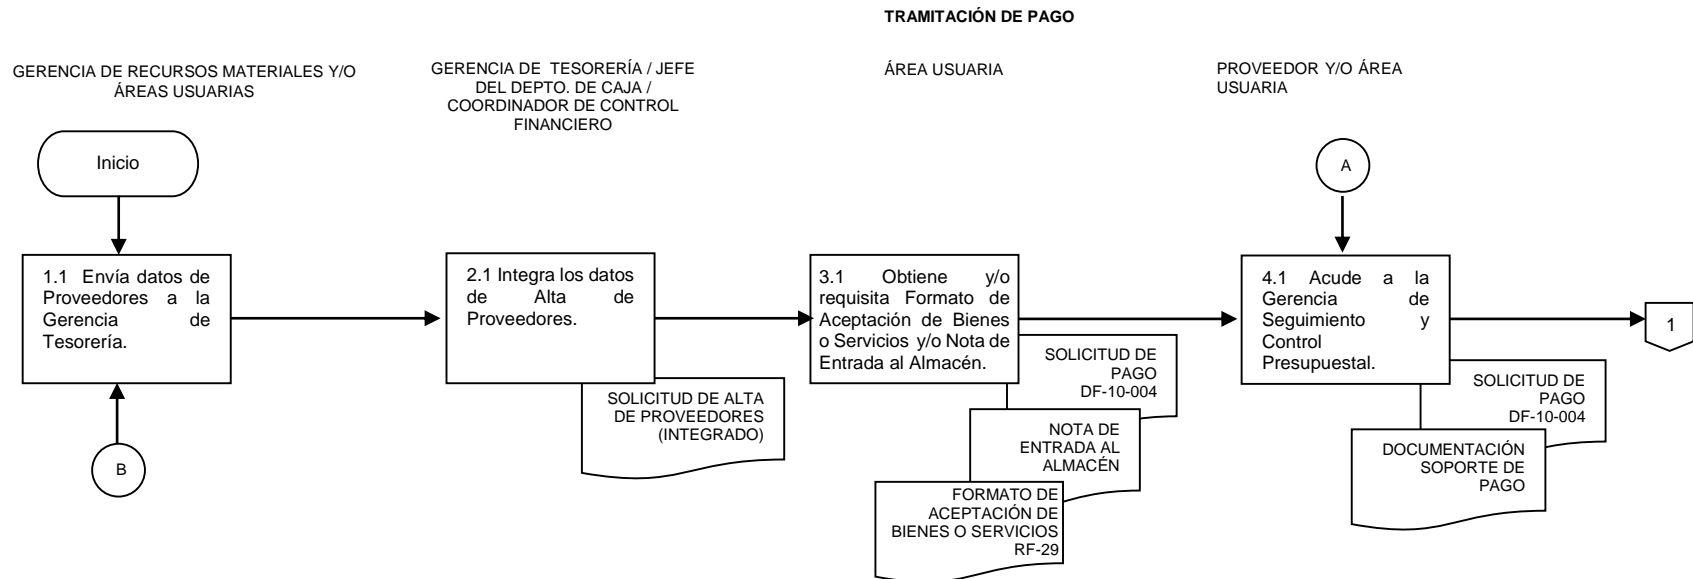 TRAMITACIÓN DE PAGO
GERENCIA DE RECURSOS MATERIALES Y/O
ÁREAS USUARIAS
GERENCIA DE TESORERÍA / JEFE
DEL DEPTO. DE CAJA /
COORDINADOR DE CONTROL
FINANCIERO
ÁREA USUARIA
PROVEEDOR Y/O ÁREA
USUARIA
Inicio
A
1.1 Envía datos de
Proveedores a la
Gerencia de
Tesorería.
2.1 Integra los datos
de Alta de
Proveedores.
3.1 Obtiene y/o
requisita Formato de
Aceptación de Bienes
o Servicios y/o Nota de
Entrada al Almacén.
4.1 Acude a la
Gerencia de
Seguimiento y
Control
Presupuestal.
1
SOLICITUD DE ALTA
DE PROVEEDORES
(INTEGRADO)
SOLICITUD DE
PAGO
DF-10-004
NOTA DE
ENTRADA AL
ALMACÉN
FORMATO DE
ACEPTACIÓN DE
BIENES O SERVICIOS
RF-29
SOLICITUD DE
PAGO
DF-10-004
DOCUMENTACIÓN
SOPORTE DE
PAGO
B